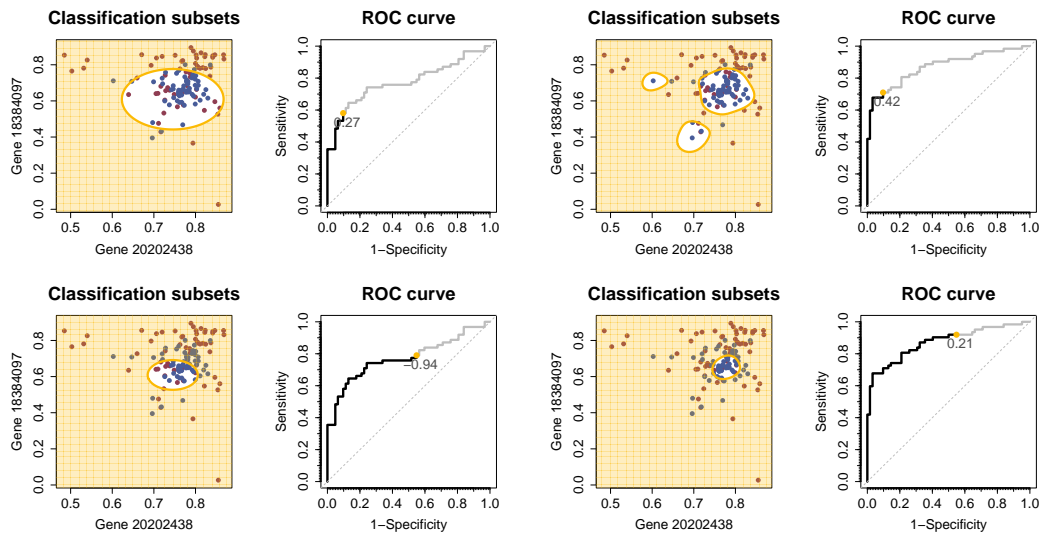 Classification subsets
ROC curve
Classification subsets
ROC curve
Gene 18384097
0.0 0.2 0.4 0.6 0.8
0.5 0.6 0.7 0.8
Gene 20202438
Sensitivity
0.0 0.2 0.4 0.6 0.8 1.0
0.27
0.0 0.2 0.4 0.6 0.8 1.0
1−Specificity
Gene 18384097
0.0 0.2 0.4 0.6 0.8
0.5 0.6 0.7 0.8
Gene 20202438
Sensitivity
0.0 0.2 0.4 0.6 0.8 1.0
0.42
0.0 0.2 0.4 0.6 0.8 1.0
1−Specificity
Classification subsets
ROC curve
Classification subsets
ROC curve
Gene 18384097
0.0 0.2 0.4 0.6 0.8
0.5 0.6 0.7 0.8
Gene 20202438
Sensitivity
0.0 0.2 0.4 0.6 0.8 1.0
−0.94
0.0 0.2 0.4 0.6 0.8 1.0
1−Specificity
Gene 18384097
0.0 0.2 0.4 0.6 0.8
0.5 0.6 0.7 0.8
Gene 20202438
Sensitivity
0.0 0.2 0.4 0.6 0.8 1.0
0.21
0.0 0.2 0.4 0.6 0.8 1.0
1−Specificity